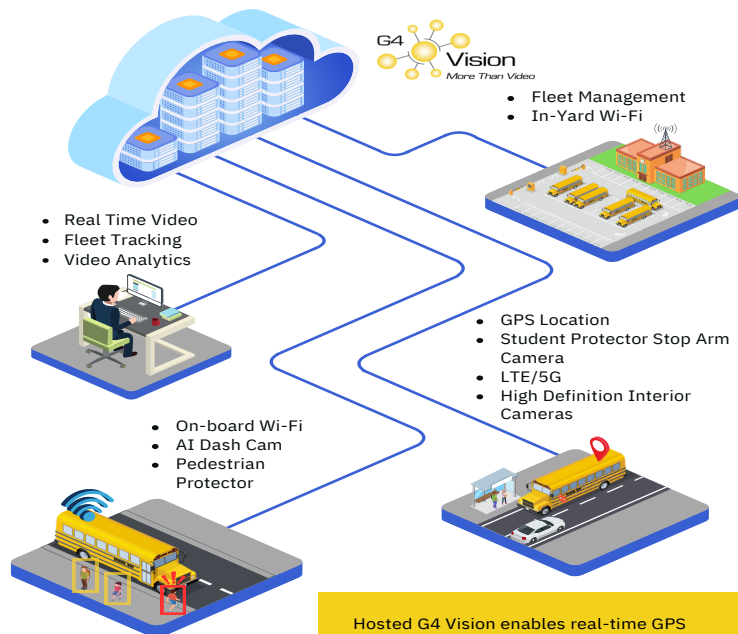 G4
Vision
More Than Video
• Fleet Management
• In-Yard Wi-Fi
• Real Time Video
• Fleet Tracking
• Video Analytics
• GPS Location
• Student Protector Stop Arm
Camera
• LTE/5G
• High Definition Interior
Cameras
• On-board Wi-Fi
• AI Dash Cam
• Pedestrian
Protector
Hosted G4 Vision enables real-time GPS